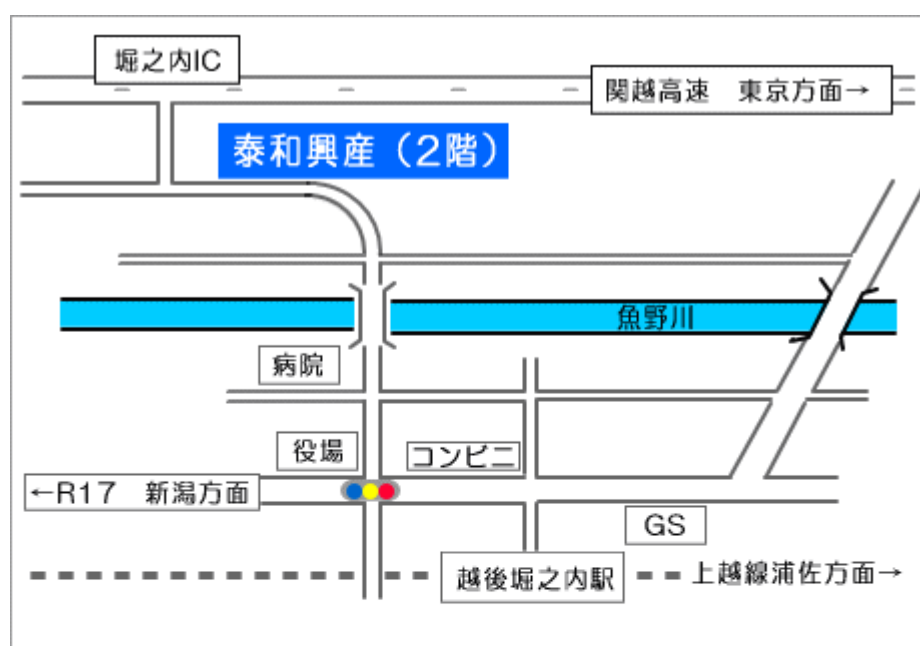 堀之内IC
関越高速　東京方面→
泰和興産（2階）
魚野川
病院
役場
コンビニ
←R17　新潟方面
GS
越後堀之内駅
上越線浦佐方面→